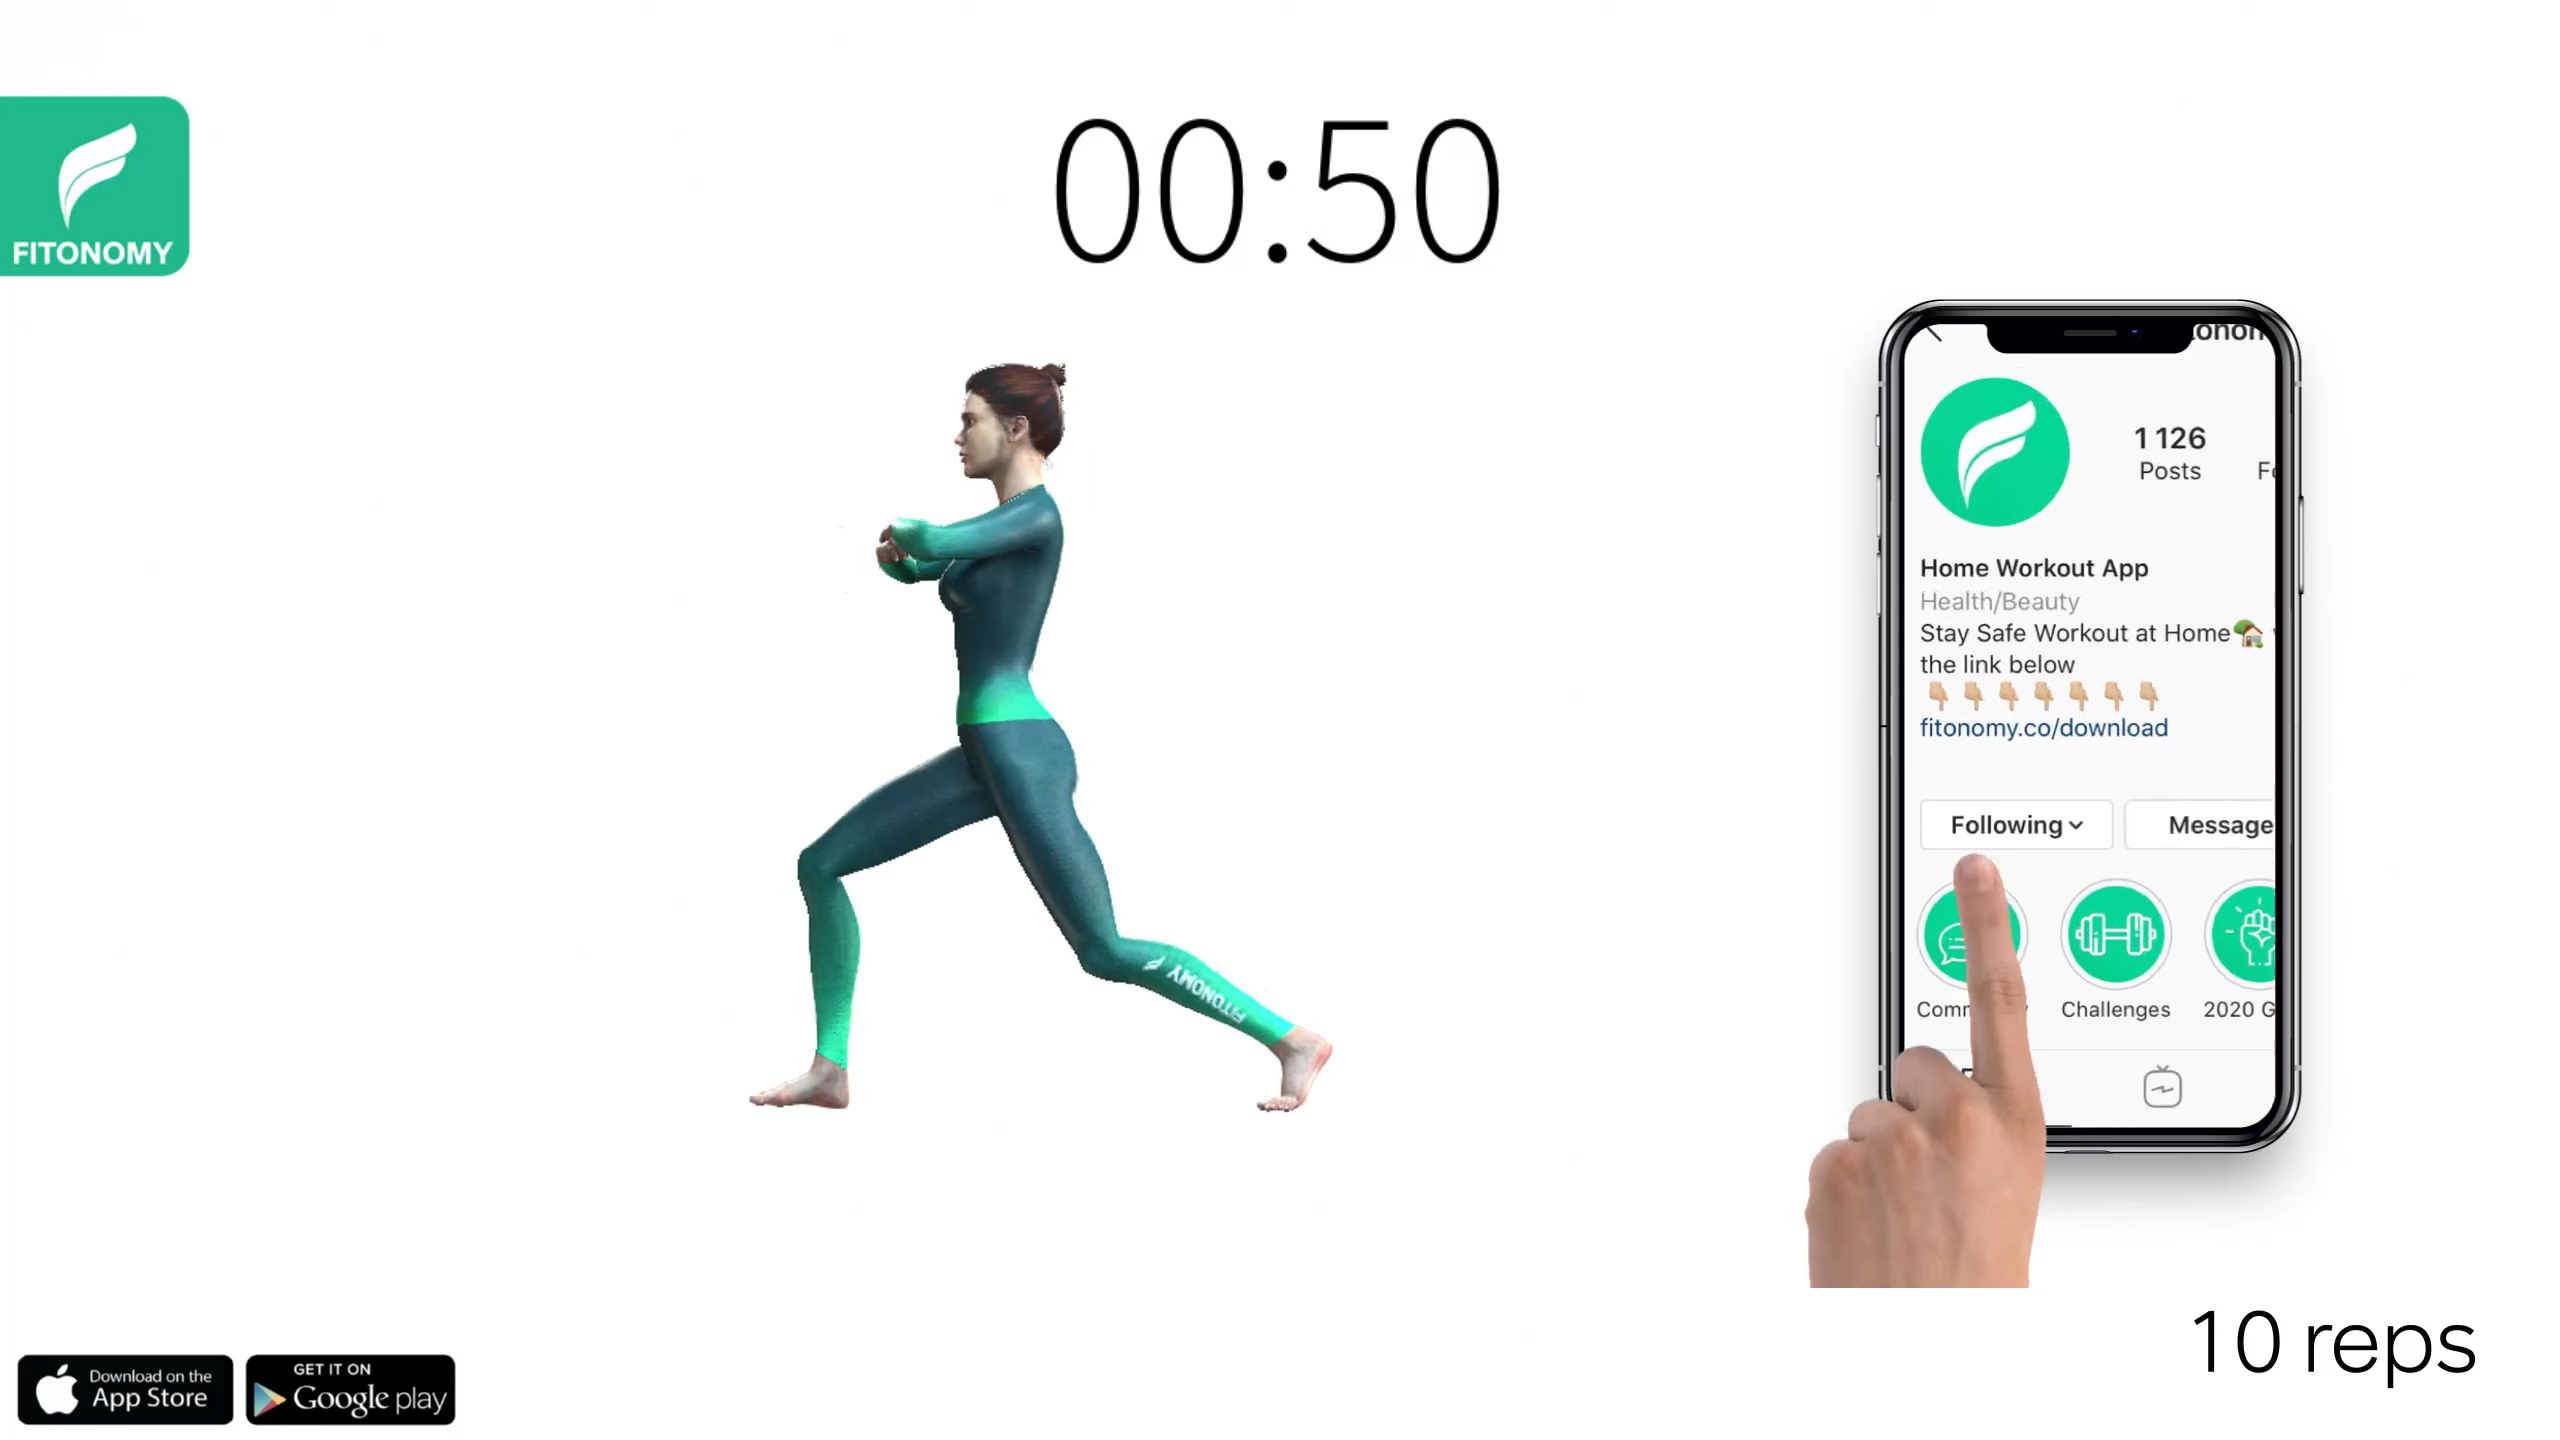 FITONOMY
00:50
1 126
Posts
Home Workout App
Health/Beauty
Stay Safe Workout at Home
the link below
fitonomy.co/download
Following
Message
Challenges
2020 G
FITONOMY
10 reps
Download on the
App Store
GET IT ON
Google play